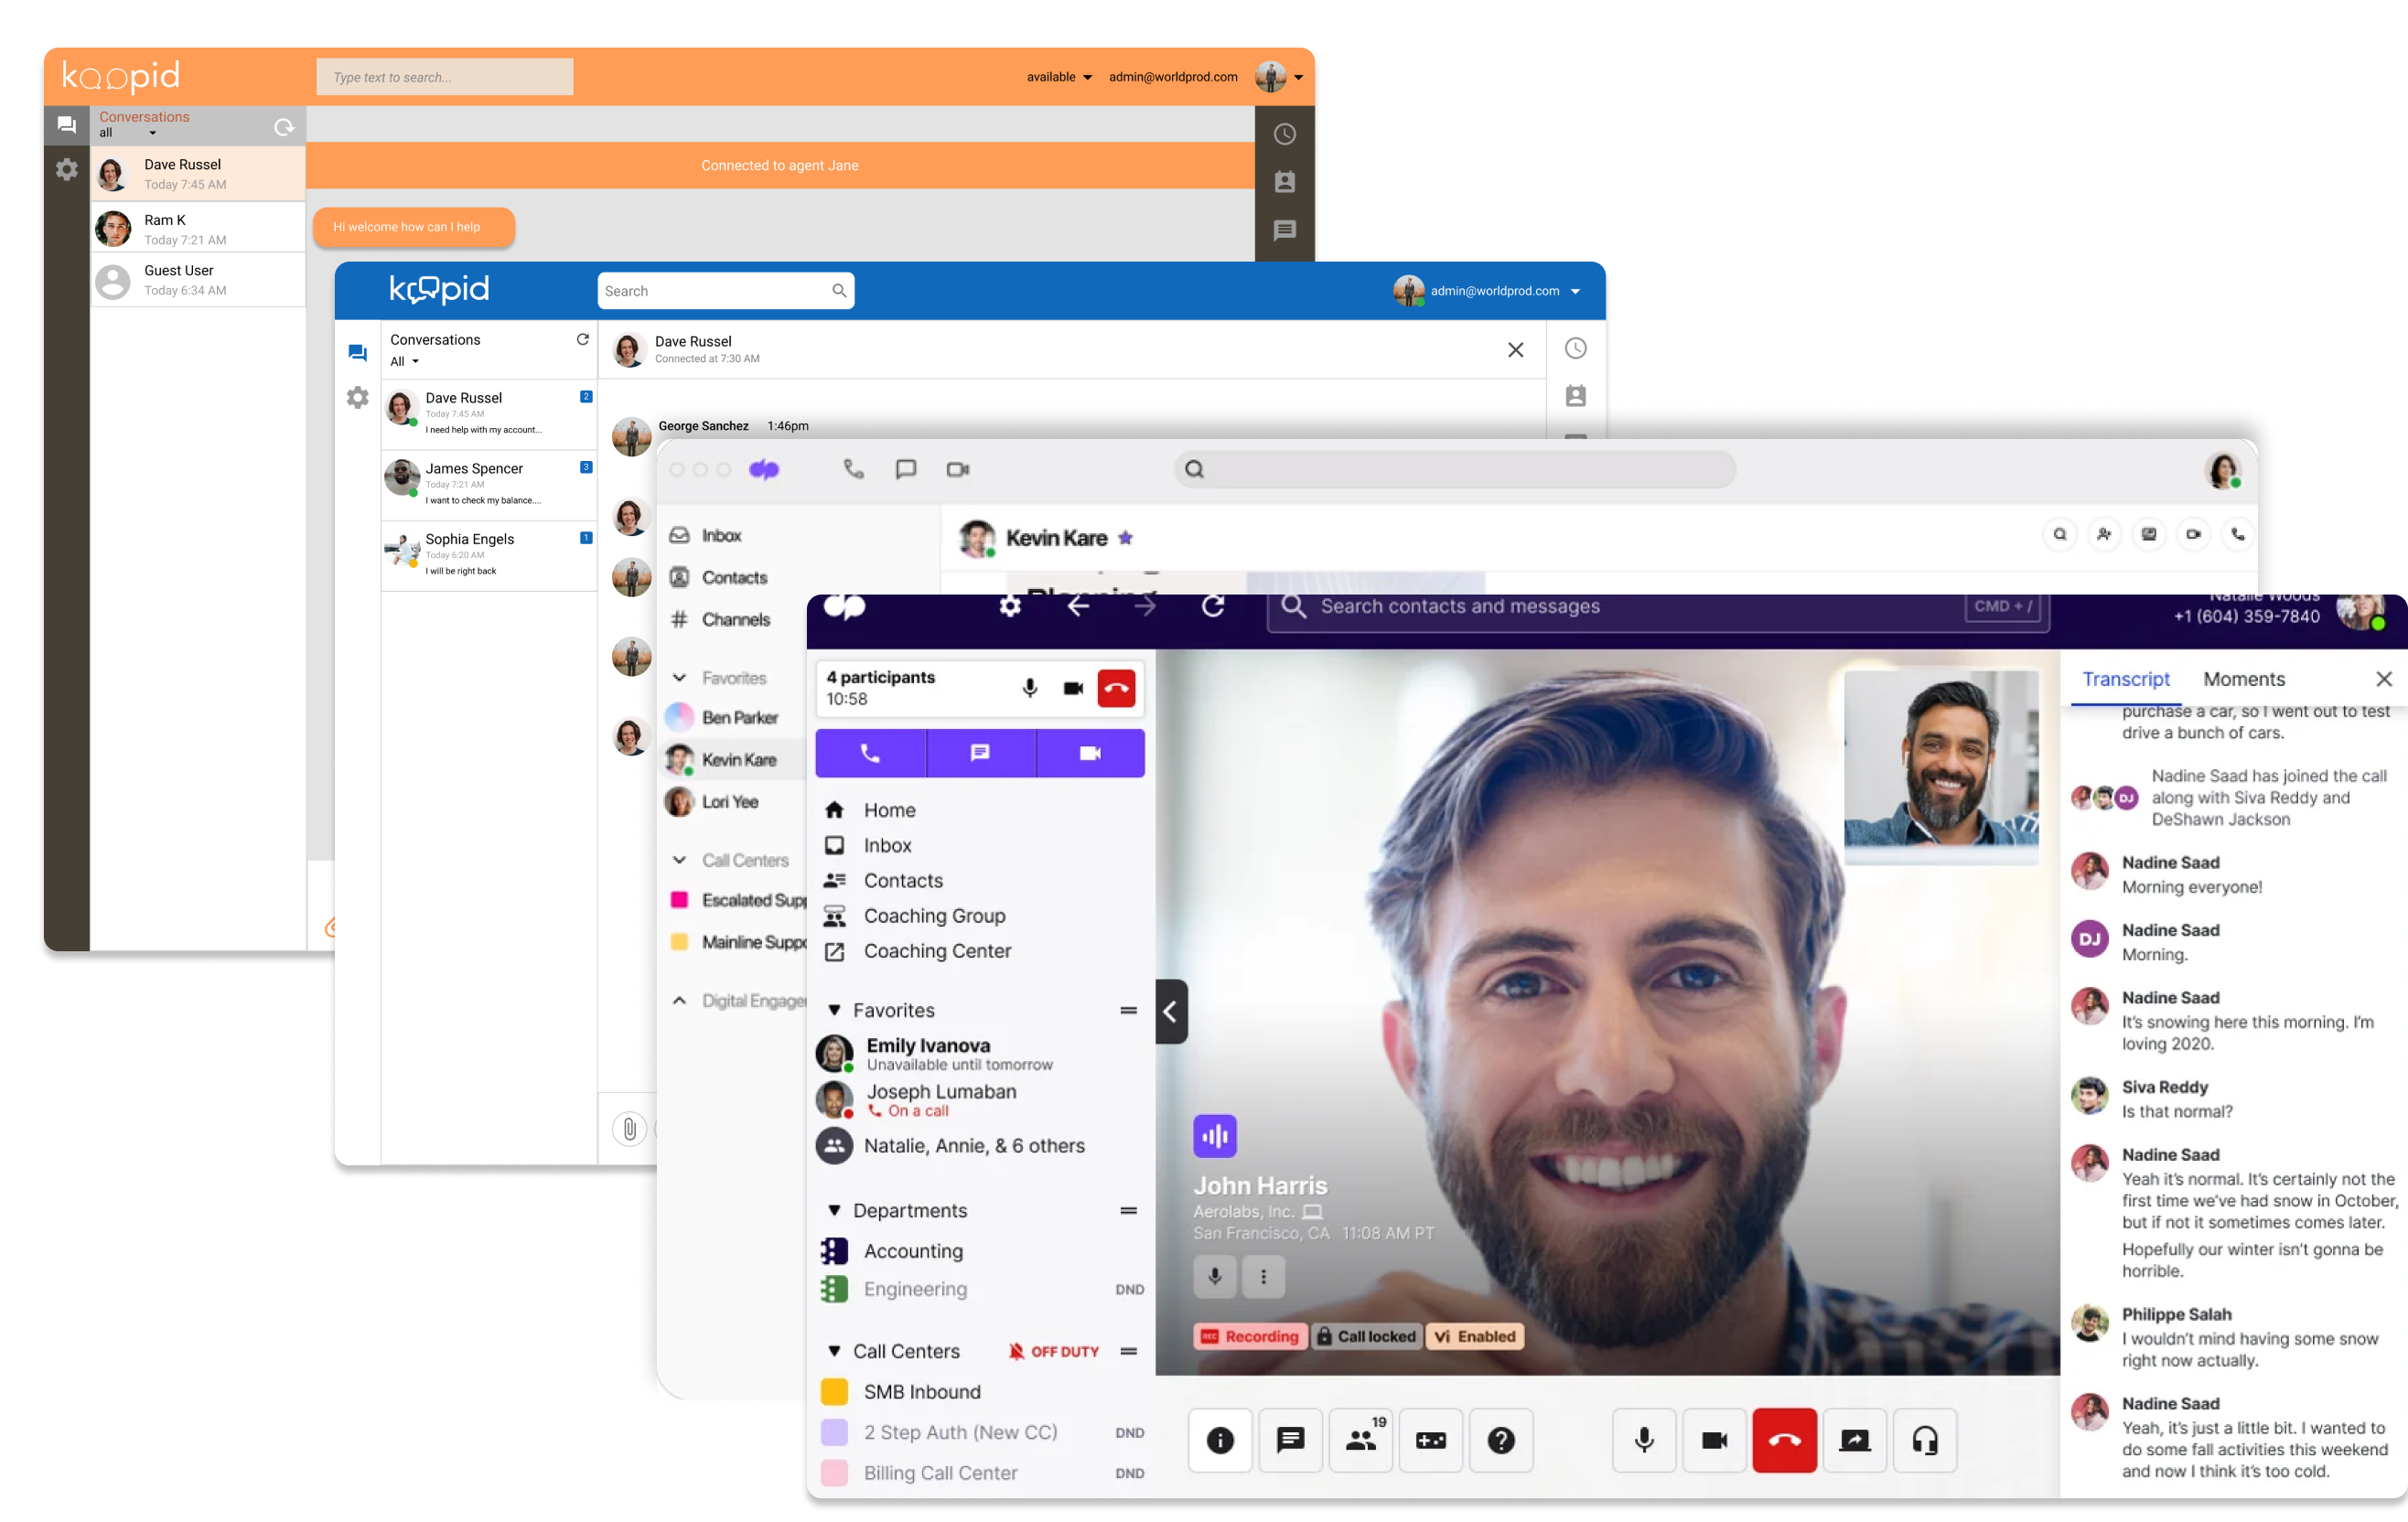 koopid
Type text to search...
available
admin@worldprod.com
Conversations
all
Dave Russel
Today 7:45 AM
Ram K
Today 7:21 AM
Guest User
Today 6:34 AM
Connected to agent Jane
Hi welcome how can I help
koopid
Search
admin@worldprod.com
Conversations
All
Dave Russel
2
Today 7:45 AM
I need help with my account...
James Spencer
3
Today 7:21 AM
I want to check my balance....
Sophia Engels
1
Today 6:20 AM
I will be right back
Dave Russel
Connected at 7:30 AM
George Sanchez 1:46pm
Inbox
Contacts
Channels
Favorites
Ben Parker
Kevin Kare
Lori Yee
Call Centers
Escalated Supp
Mainline Suppo
Digital Engage
Kevin Kare
Planning
Search contacts and messages
CMD + /
Natalie Woods
+1 (604) 359-7840
4 participants
10:58
Home
Inbox
Contacts
Coaching Group
Coaching Center
Favorites
Emily Ivanova
Unavailable until tomorrow
Joseph Lumaban
On a call
Natalie, Annie, & 6 others
Departments
Accounting
Engineering DND
Call Centers OFF DUTY
SMB Inbound
2 Step Auth (New CC) DND
Billing Call Center DND
John Harris
Aerolabs, Inc.
San Francisco, CA 11:08 AM PT
REC Recording
Call locked
Vi Enabled
19
Transcript Moments
purchase a car, so I went out to test
drive a bunch of cars.
DJ
Nadine Saad has joined the call
along with Siva Reddy and
DeShawn Jackson
Nadine Saad
Morning everyone!
DJ
Nadine Saad
Morning.
Nadine Saad
It's snowing here this morning. I'm
loving 2020.
Siva Reddy
Is that normal?
Nadine Saad
Yeah it's normal. It's certainly not the
first time we've had snow in October,
but if not it sometimes comes later.
Hopefully our winter isn't gonna be
horrible.
Philippe Salah
I wouldn't mind having some snow
right now actually.
Nadine Saad
Yeah, it's just a little bit. I wanted to
do some fall activities this weekend
and now I think it's too cold.